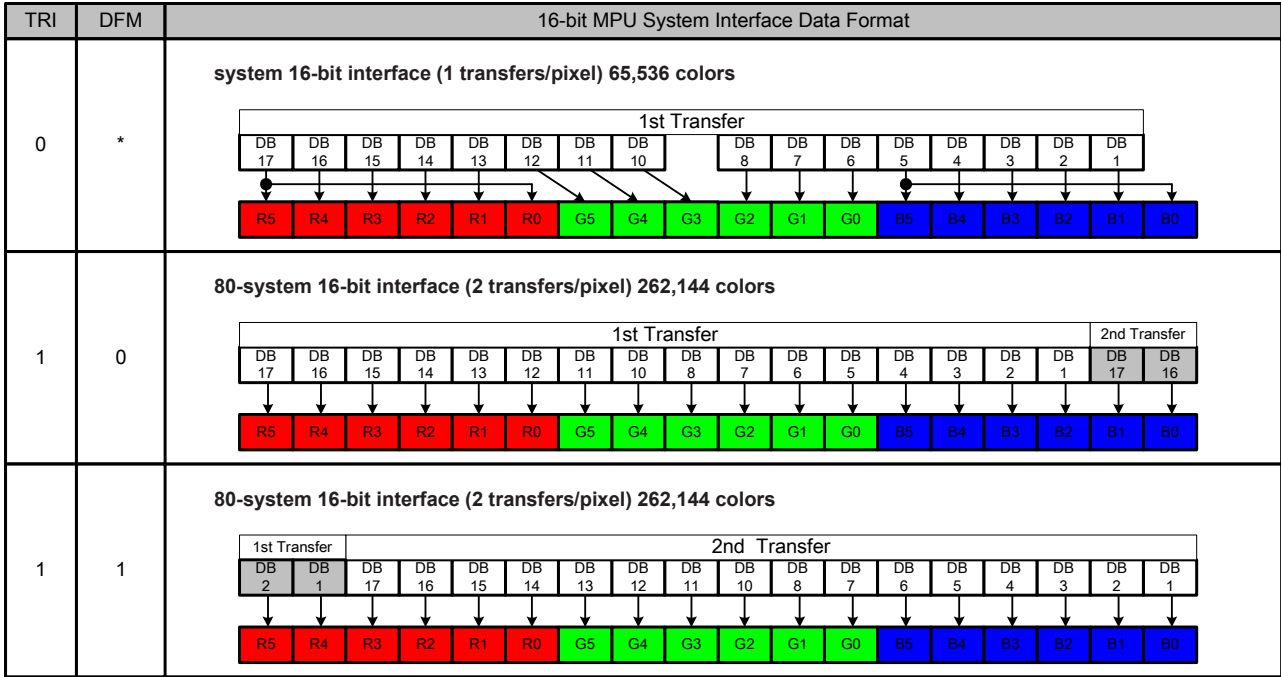 TRI DFM 16-bit MPU System Interface Data Format
0 *
system 16-bit interface (1 transfers/pixel) 65,536 colors
1st Transfer
DB DB DB DB DB DB DB DB DB DB DB DB DB DB DB DB
17 16 15 14 13 12 11 10 8 7 6 5 4 3 2 1
R5 R4 R3 R2 R1 R0 G5 G4 G3 G2 G1 G0 B5 B4 B3 B2 B1 B0
1 0
80-system 16-bit interface (2 transfers/pixel) 262,144 colors
1st Transfer 2nd Transfer
DB DB DB DB DB DB DB DB DB DB DB DB DB DB DB DB DB DB
17 16 15 14 13 12 11 10 8 7 6 5 4 3 2 1 17 16
R5 R4 R3 R2 R1 R0 G5 G4 G3 G2 G1 G0 B5 B4 B3 B2 B1 B0
1 1
80-system 16-bit interface (2 transfers/pixel) 262,144 colors
1st Transfer 2nd Transfer
DB DB DB DB DB DB DB DB DB DB DB DB DB DB DB DB DB DB
2 1 17 16 15 14 13 12 11 10 8 7 6 5 4 3 2 1
R5 R4 R3 R2 R1 R0 G5 G4 G3 G2 G1 G0 B5 B4 B3 B2 B1 B0